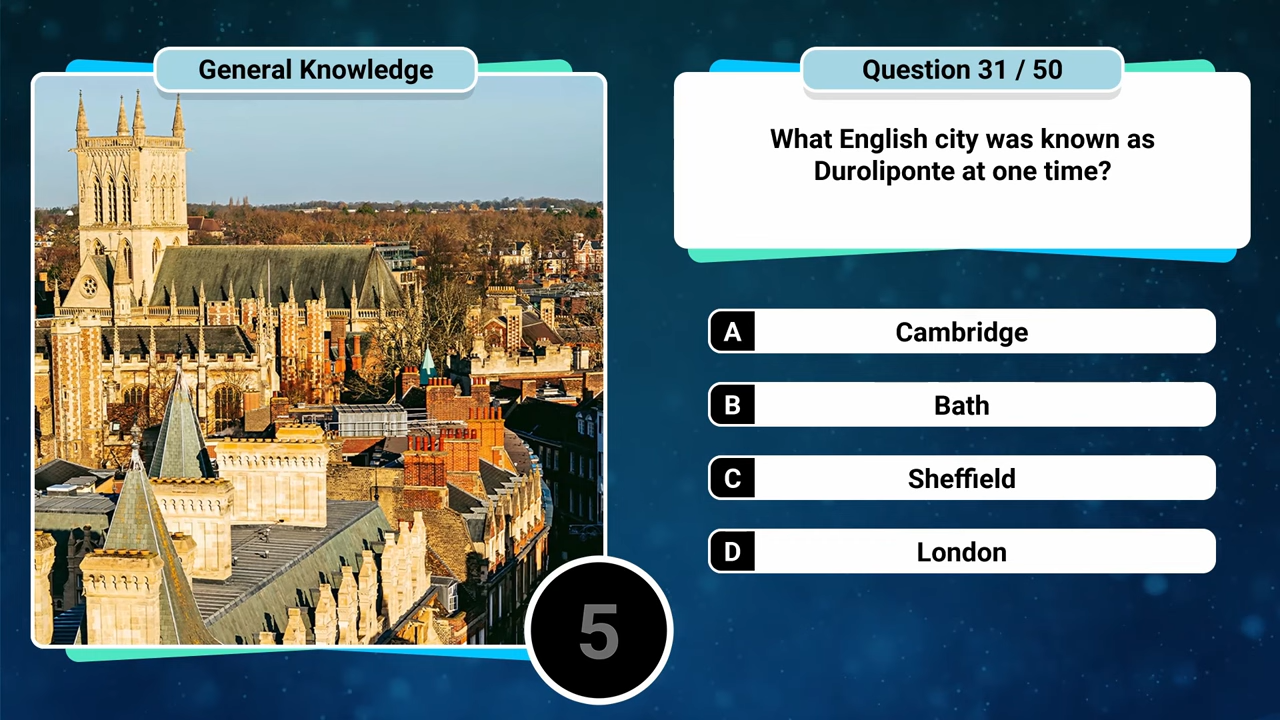 General Knowledge
Question 31 / 50
What English city was known as
Duroliponte at one time?
A Cambridge
B Bath
C Sheffield
D London
5